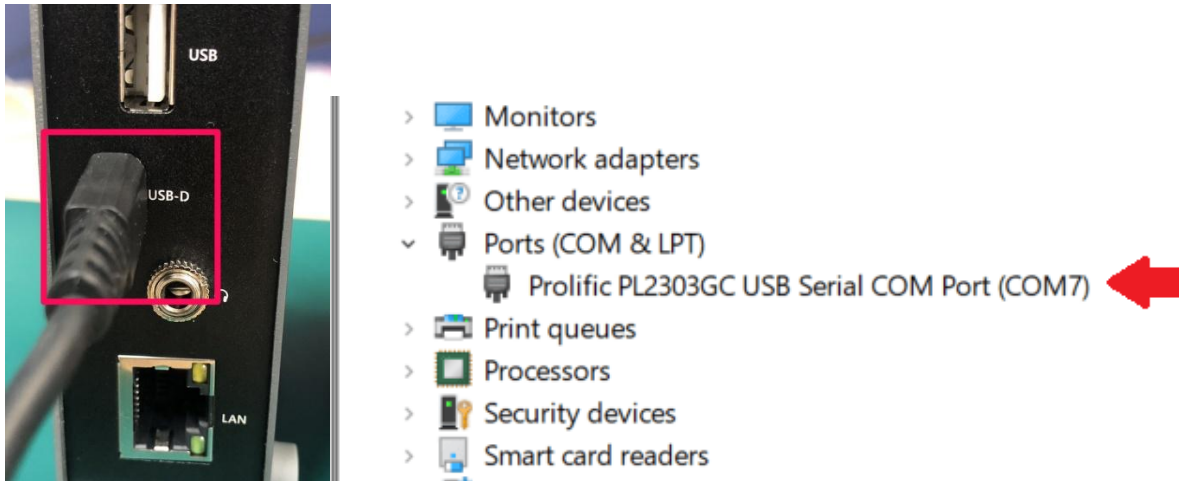 USB
USB-D
LAN
Monitors
Network adapters
Other devices
Ports (COM & LPT)
Prolific PL2303GC USB Serial COM Port (COM7)
Print queues
Processors
Security devices
Smart card readers